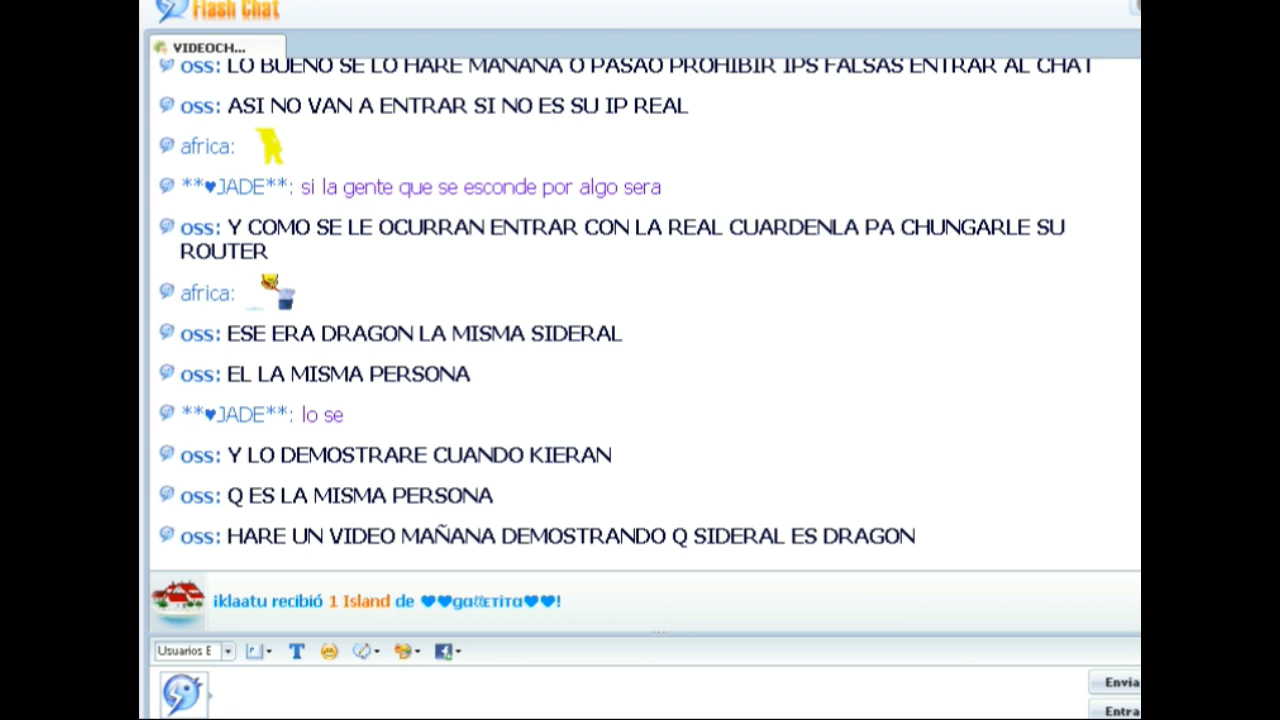 Flash Chat
VIDEOCH...
oss: LO BUENO SE LO HARE MAÑANA O PASAO PROHIBIR IPS FALSAS ENTRAR AL CHAT
oss: ASI NO VAN A ENTRAR SI NO ES SU IP REAL
africa:
**♥JADE**: si la gente que se esconde por algo sera
oss: Y COMO SE LE OCURRAN ENTRAR CON LA REAL CUARDENLA PA CHUNGARLE SU
ROUTER
africa:
oss: ESE ERA DRAGON LA MISMA SIDERAL
oss: EL LA MISMA PERSONA
**♥JADE**: lo se
oss: Y LO DEMOSTRARE CUANDO KIERAN
oss: Q ES LA MISMA PERSONA
oss: HARE UN VIDEO MAÑANA DEMOSTRANDO Q SIDERAL ES DRAGON
iklaatu recibió 1 Island de ♥♥gαℓℓετίτα♥♥!
Usuarios E
Envia
Entra